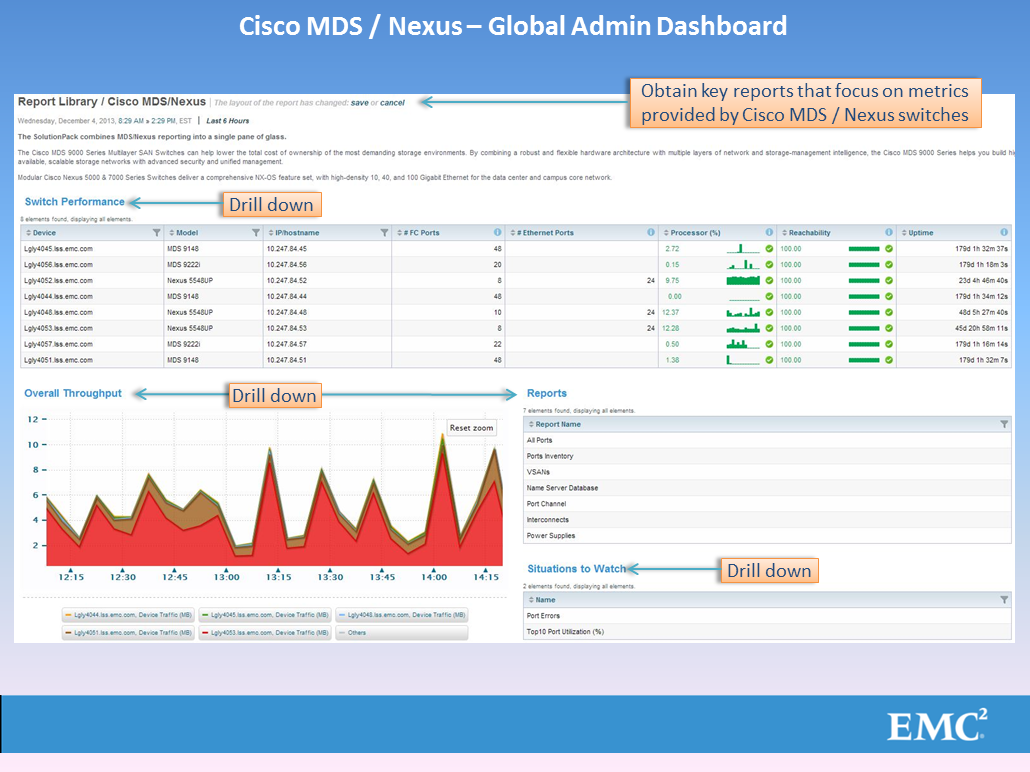 Cisco MDS / Nexus – Global Admin Dashboard
Report Library / Cisco MDS/Nexus | The layout of the report has changed: save or cancel
Obtain key reports that focus on metrics
provided by Cisco MDS / Nexus switches
Wednesday, December 4, 2013, 8:29 AM to 2:29 PM, EST | Last 6 Hours
The SolutionPack combines MDS/Nexus reporting into a single pane of glass.
The Cisco MDS 9000 Series Multilayer SAN Switches can help lower the total cost of ownership of the most demanding storage environments. By combining a robust and flexible hardware architecture with multiple layers of network and storage-management intelligence, the Cisco MDS 9000 Series helps you build hi
available, scalable storage networks with advanced security and unified management.
Modular Cisco Nexus 5000 & 7000 Series Switches deliver a comprehensive NX-OS feature set, with high-density 10, 40, and 100 Gigabit Ethernet for the data center and campus core network.
Switch Performance
Drill down
8 elements found, displaying all elements.
Device Model IP/hostname # FC Ports # Ethernet Ports Processor (%) Reachability Uptime
Lgly4045.lss.emc.com MDS 9148 10.247.84.45 48 2.72 100.00 179d 1h 32m 37s
Lgly4056.lss.emc.com MDS 9222i 10.247.84.56 20 0.15 100.00 179d 1h 18m 3s
Lgly4052.lss.emc.com Nexus 5548UP 10.247.84.52 8 24 9.75 100.00 23d 4h 46m 40s
Lgly4044.lss.emc.com MDS 9148 10.247.84.44 48 0.00 100.00 179d 1h 34m 12s
Lgly4048.lss.emc.com Nexus 5548UP 10.247.84.48 10 24 12.37 100.00 48d 5h 27m 40s
Lgly4053.lss.emc.com Nexus 5548UP 10.247.84.53 8 24 12.28 100.00 45d 20h 58m 11s
Lgly4057.lss.emc.com MDS 9222i 10.247.84.57 22 0.50 100.00 179d 1h 16m 14s
Lgly4051.lss.emc.com MDS 9148 10.247.84.51 48 1.38 100.00 179d 1h 32m 7s
Overall Throughput
Drill down
Reset zoom
12
10
8
6
4
2
12:15 12:30 12:45 13:00 13:15 13:30 13:45 14:00 14:15
Lgly4044.lss.emc.com, Device Traffic (MB) Lgly4045.lss.emc.com, Device Traffic (MB) Lgly4048.lss.emc.com, Device Traffic (MB)
Lgly4051.lss.emc.com, Device Traffic (MB) Lgly4053.lss.emc.com, Device Traffic (MB) Others
Reports
7 elements found, displaying all elements.
Report Name
All Ports
Ports Inventory
VSANs
Name Server Database
Port Channel
Interconnects
Power Supplies
Situations to Watch
Drill down
2 elements found, displaying all elements.
Name
Port Errors
Top10 Port Utilization (%)
EMC²